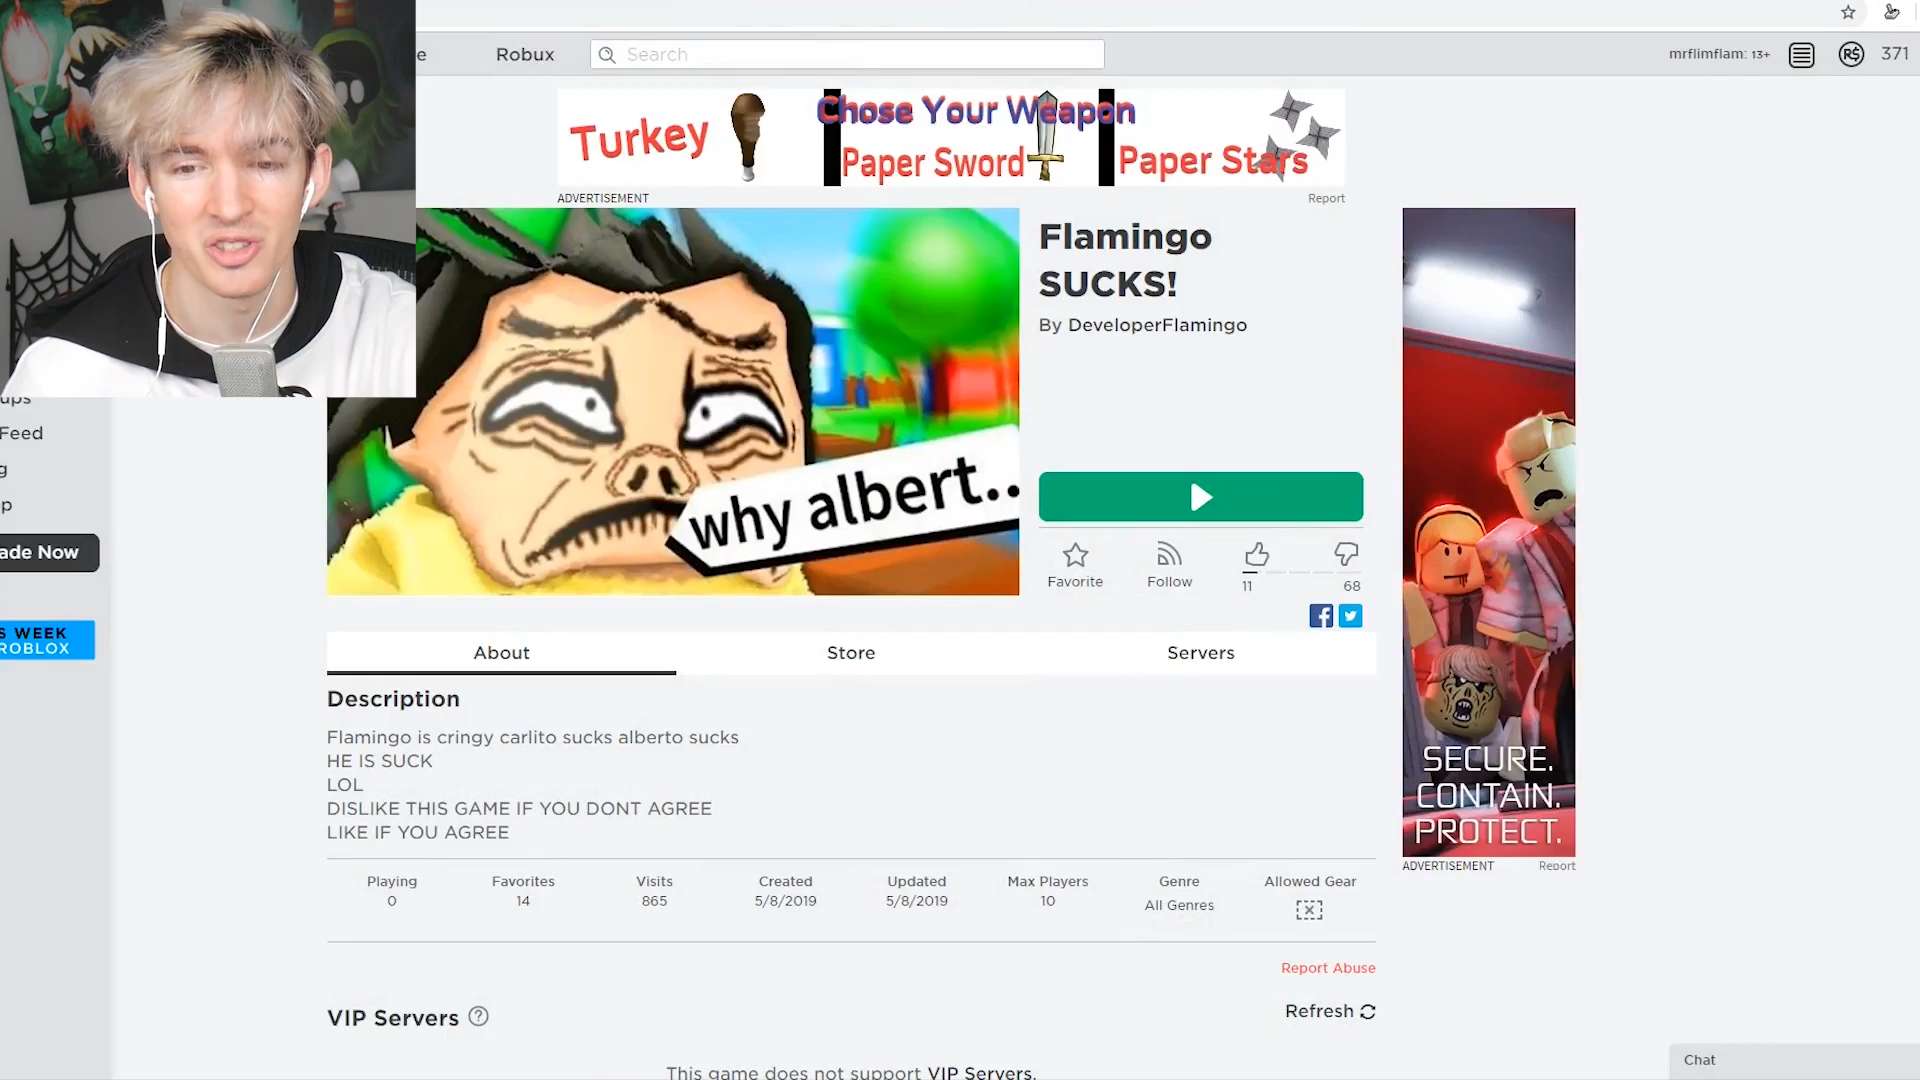 e
Robux
Search
mrflimflam: 13+
R$
371
Turkey
Chose Your Weapon
Paper Sword
Paper Stars
ADVERTISEMENT
Report
Flamingo
SUCKS!
By DeveloperFlamingo
why albert..
Favorite
Follow
11
68
ups
Feed
g
p
ade Now
S WEEK
ROBLOX
About
Store
Servers
Description
Flamingo is cringy carlito sucks alberto sucks
HE IS SUCK
LOL
DISLIKE THIS GAME IF YOU DONT AGREE
LIKE IF YOU AGREE
Playing
0
Favorites
14
Visits
865
Created
5/8/2019
Updated
5/8/2019
Max Players
10
Genre
All Genres
Allowed Gear
Report Abuse
VIP Servers
Refresh
This game does not support VIP Servers.
SECURE.
CONTAIN.
PROTECT.
ADVERTISEMENT
Report
Chat